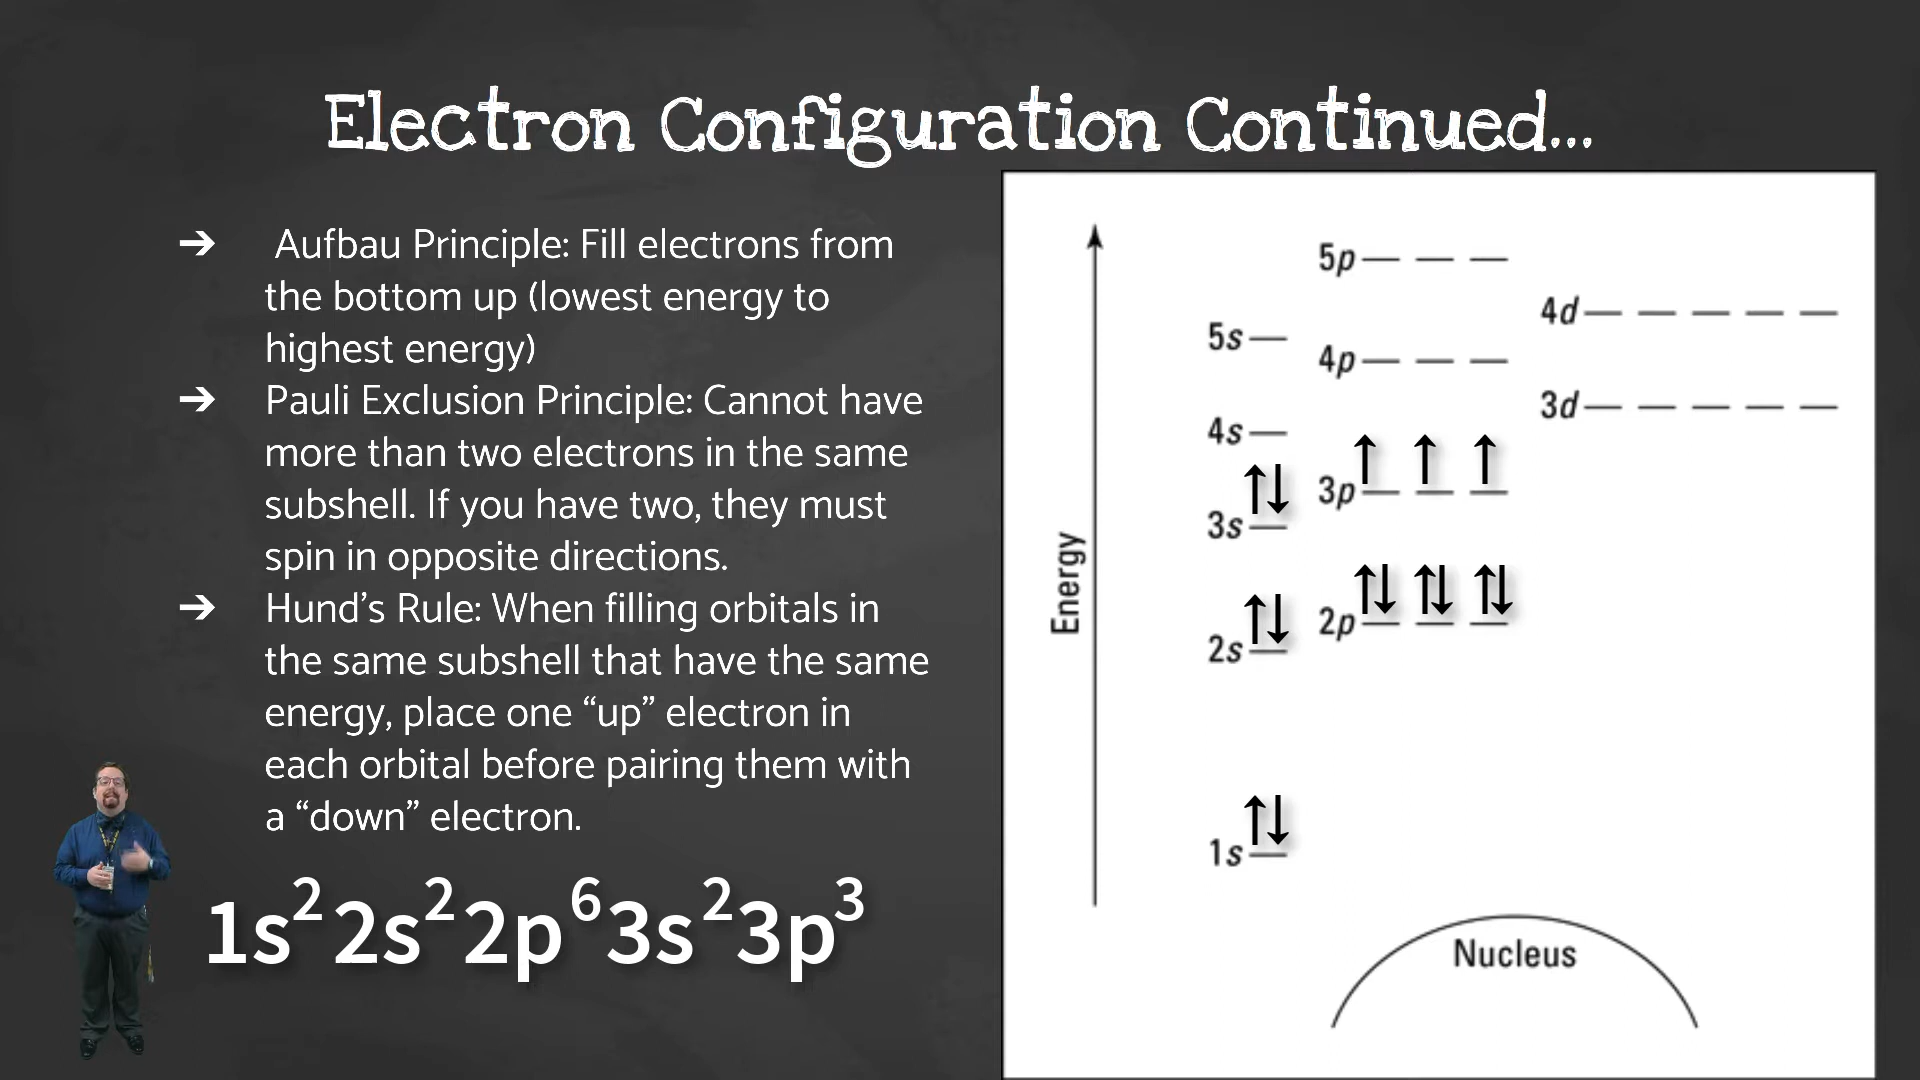 Electron Configuration Continued...
➔ Aufbau Principle: Fill electrons from
the bottom up (lowest energy to
highest energy)
➔ Pauli Exclusion Principle: Cannot have
more than two electrons in the same
subshell. If you have two, they must
spin in opposite directions.
➔ Hund’s Rule: When filling orbitals in
the same subshell that have the same
energy, place one “up” electron in
each orbital before pairing them with
a “down” electron.
1s²2s²2p⁶3s²3p³
Energy
5p
4d
5s
4p
3d
4s
3p
3s
2p
2s
1s
Nucleus